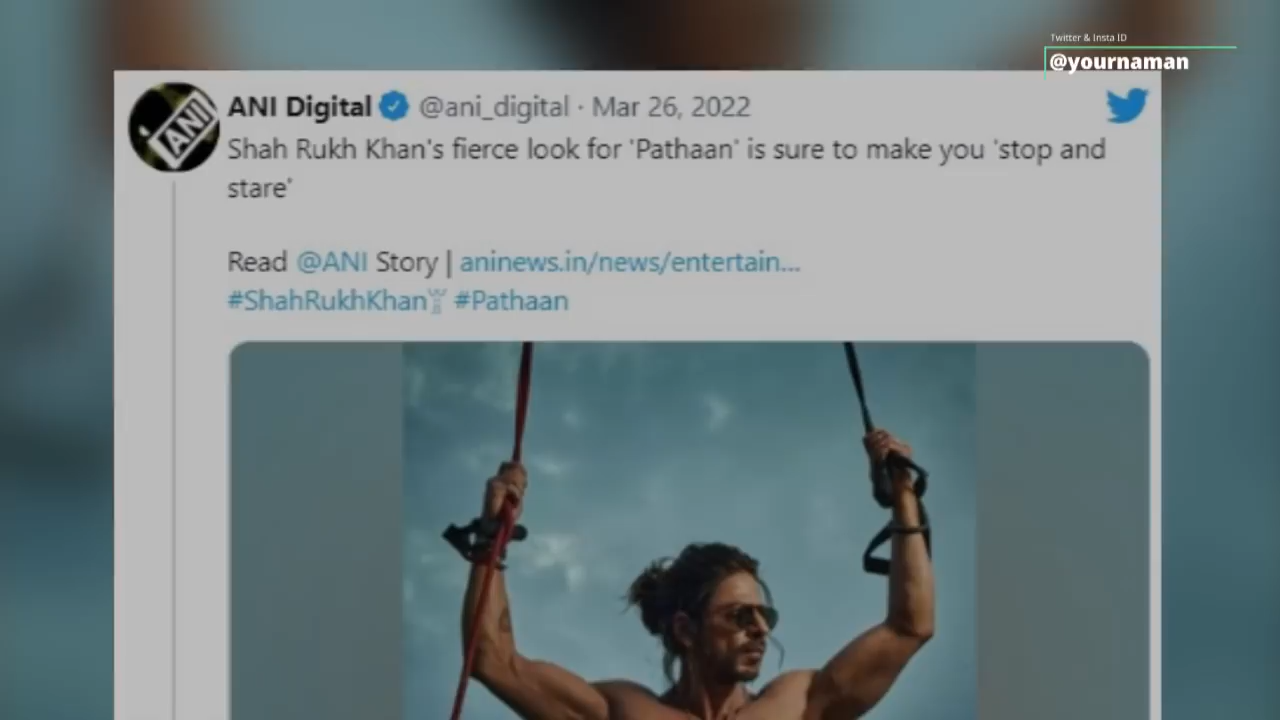 Twitter & Insta ID
@yournaman
ANI Digital @ani_digital · Mar 26, 2022
ANI
Shah Rukh Khan's fierce look for 'Pathaan' is sure to make you 'stop and
stare'
Read @ANI Story | aninews.in/news/entertain...
#ShahRukhKhan #Pathaan